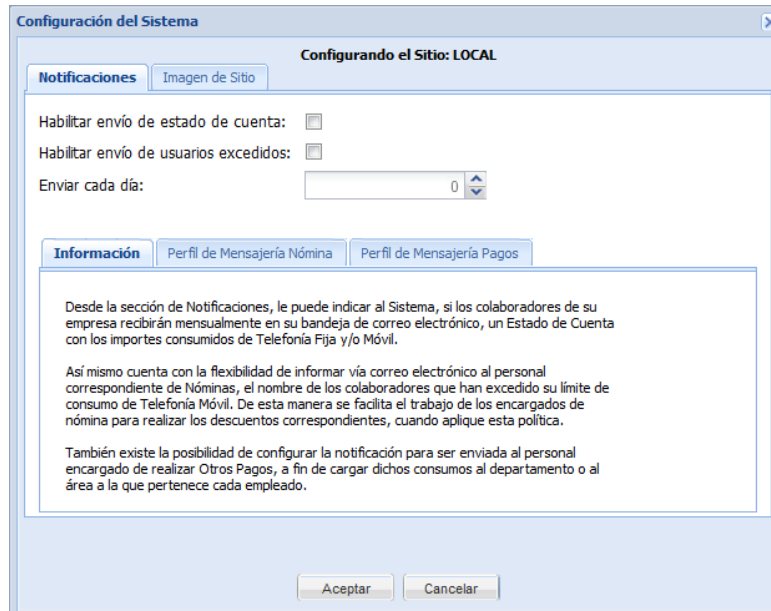 Configuración del Sistema
Configurando el Sitio: LOCAL
Notificaciones
Imagen de Sitio
Habilitar envío de estado de cuenta:
Habilitar envío de usuarios excedidos:
Enviar cada día:
0
Información
Perfil de Mensajería Nómina
Perfil de Mensajería Pagos
Desde la sección de Notificaciones, le puede indicar al Sistema, si los colaboradores de su
empresa recibirán mensualmente en su bandeja de correo electrónico, un Estado de Cuenta
con los importes consumidos de Telefonía Fija y/o Móvil.
Así mismo cuenta con la flexibilidad de informar vía correo electrónico al personal
correspondiente de Nóminas, el nombre de los colaboradores que han excedido su límite de
consumo de Telefonía Móvil. De esta manera se facilita el trabajo de los encargados de
nómina para realizar los descuentos correspondientes, cuando aplique esta política.
También existe la posibilidad de configurar la notificación para ser enviada al personal
encargado de realizar Otros Pagos, a fin de cargar dichos consumos al departamento o al
área a la que pertenece cada empleado.
Aceptar
Cancelar